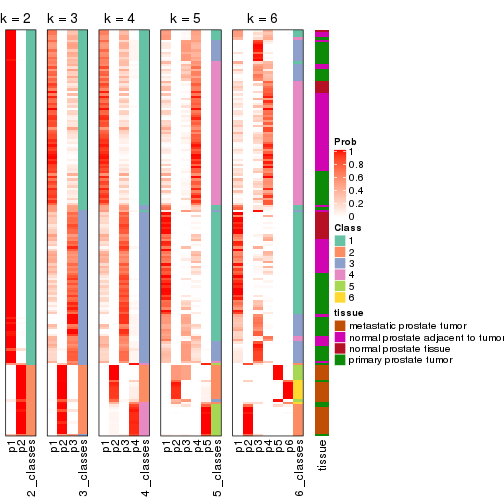 k = 2
k = 3
k = 4
k = 5
k = 6
Prob
1
0.8
0.6
0.4
0.2
0
Class
1
2
3
4
5
6
tissue
metastatic prostate tumor
normal prostate adjacent to tumor
normal prostate tissue
primary prostate tumor
p1
p2
2_classes
p1
p2
p3
3_classes
p1
p2
p3
p4
4_classes
p1
p2
p3
p4
p5
5_classes
p1
p2
p3
p4
p5
p6
6_classes
tissue